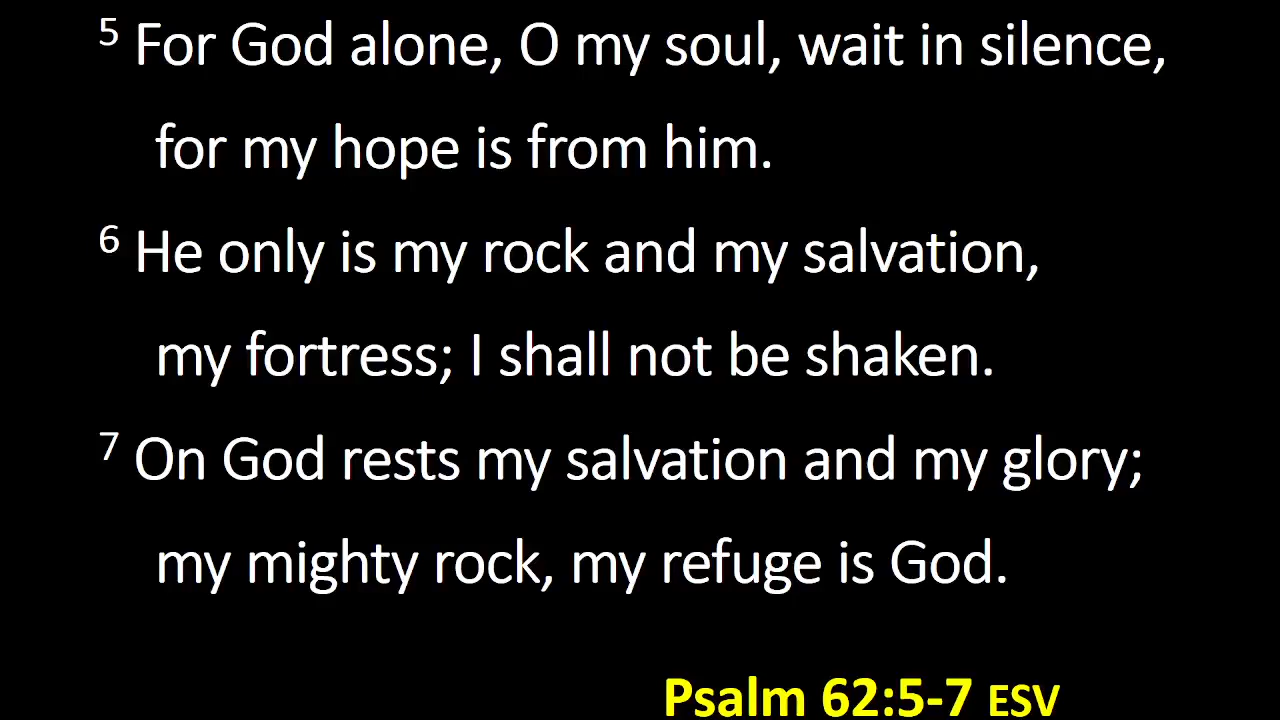 5 For God alone, O my soul, wait in silence,
for my hope is from him.
6 He only is my rock and my salvation,
my fortress; I shall not be shaken.
7 On God rests my salvation and my glory;
my mighty rock, my refuge is God.
Psalm 62:5-7 ESV